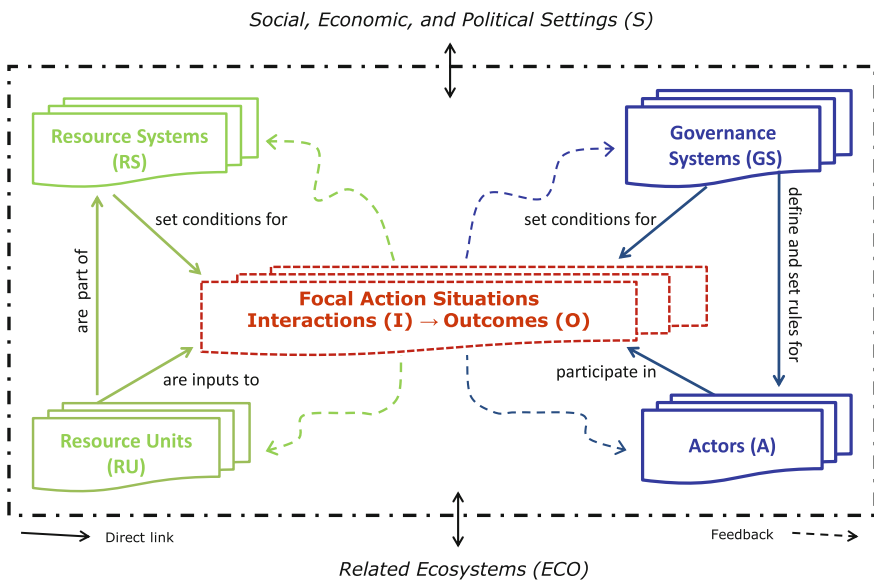 Social, Economic, and Political Settings (S)
Resource Systems
(RS)
Governance
Systems (GS)
set conditions for
set conditions for
define and set rules for
are part of
Focal Action Situations
Interactions (I) → Outcomes (O)
are inputs to
participate in
Resource Units
(RU)
Actors (A)
Direct link
Feedback
Related Ecosystems (ECO)